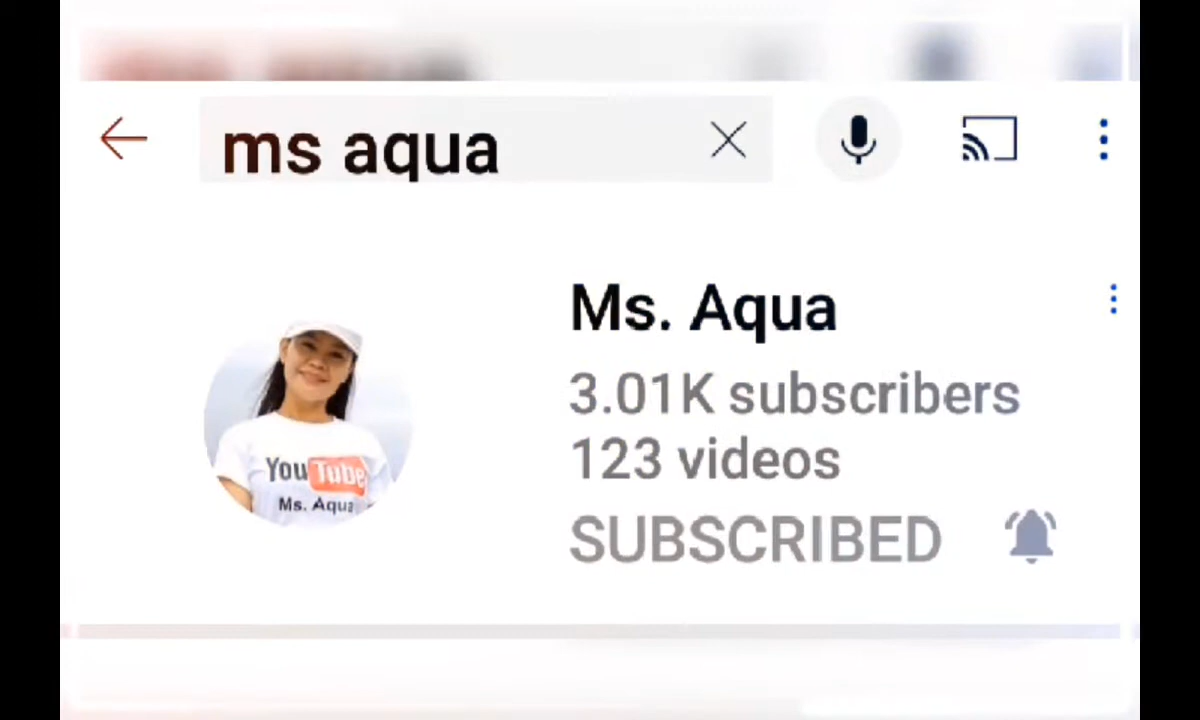 ms aqua
Ms. Aqua
3.01K subscribers
123 videos
SUBSCRIBED
YouTube
Ms. Aqua